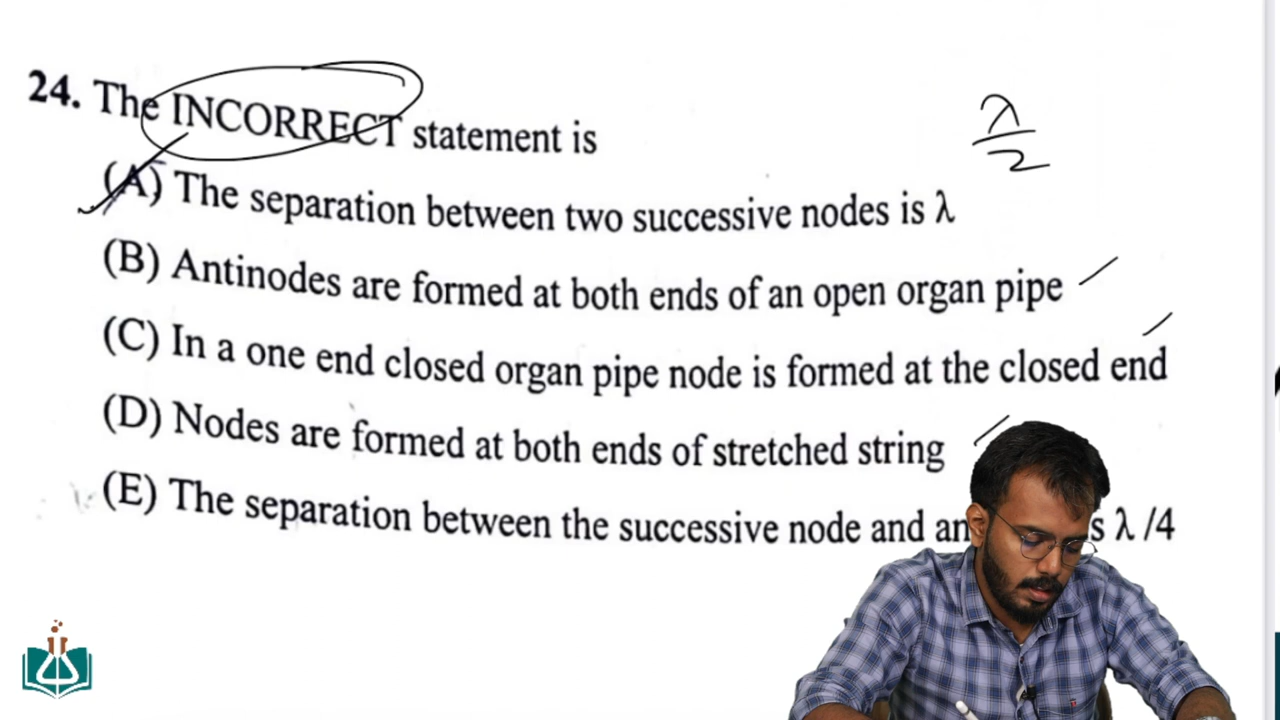 24. The INCORRECT statement is
λ/2
(A) The separation between two successive nodes is λ
(B) Antinodes are formed at both ends of an open organ pipe
(C) In a one end closed organ pipe node is formed at the closed end
(D) Nodes are formed at both ends of stretched string
(E) The separation between the successive node and λ /4